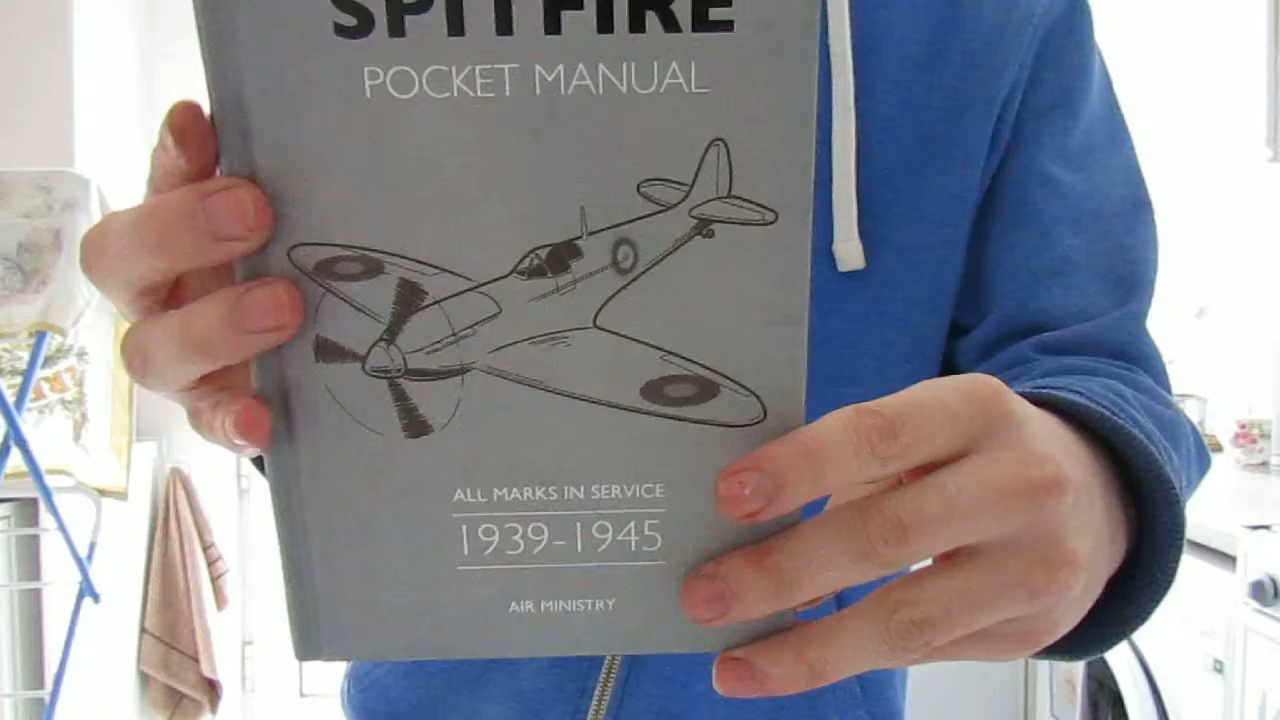 SPITFIRE
POCKET MANUAL
ALL MARKS IN SERVICE
1939-1945
AIR MINISTRY